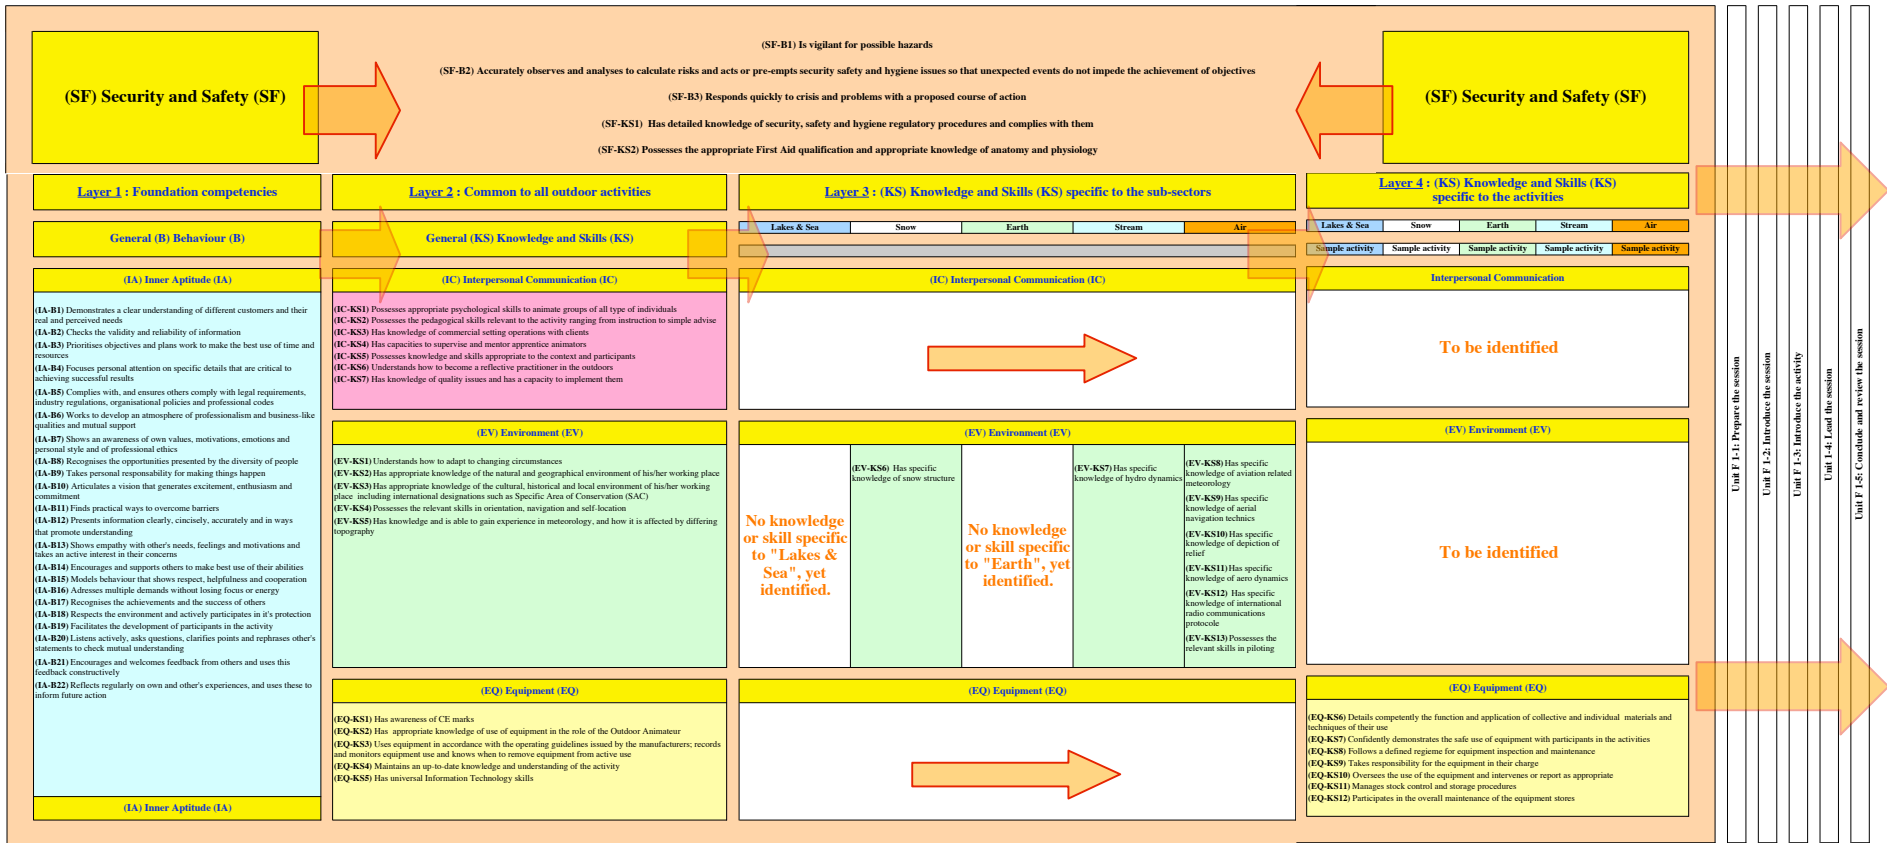 (SF) Security and Safety (SF)
(SF-B1) Is vigilant for possible hazards
(SF-B2) Accurately observes and analyses to calculate risks and acts or pre-empts security safety and hygiene issues so that unexpected events do not impede the achievement of objectives
(SF-B3) Responds quickly to crisis and problems with a proposed course of action
(SF-KS1) Has detailed knowledge of security, safety and hygiene regulatory procedures and complies with them
(SF-KS2) Possesses the appropriate First Aid qualification and appropriate knowledge of anatomy and physiology
(SF) Security and Safety (SF)
Layer 1 : Foundation competencies
General (B) Behaviour (B)
(IA) Inner Aptitude (IA)
(IA-B1) Demonstrates a clear understanding of different customers and their
real and perceived needs
(IA-B2) Checks the validity and reliability of information
(IA-B3) Prioritises objectives and plans work to make the best use of time and
resources
(IA-B4) Focuses personal attention on specific details that are critical to
achieving successful results
(IA-B5) Complies with, and ensures others comply with legal requirements,
industry regulations, organisational policies and professional codes
(IA-B6) Works to develop an atmosphere of professionalism and business-like
qualities and mutual support
(IA-B7) Shows an awareness of own values, motivations, emotions and
personal style and of professional ethics
(IA-B8) Recognises the opportunities presented by the diversity of people
(IA-B9) Takes personal responsibility for making things happen
(IA-B10) Articulates a vision that generates excitement, enthusiasm and
commitment
(IA-B11) Finds practical ways to overcome barriers
(IA-B12) Presents information clearly, cincisely, accurately and in ways
that promote understanding
(IA-B13) Shows empathy with other's needs, feelings and motivations and
takes an active interest in their concerns
(IA-B14) Encourages and supports others to make best use of their abilities
(IA-B15) Models behaviour that shows respect, helpfulness and cooperation
(IA-B16) Adresses multiple demands without losing focus or energy
(IA-B17) Recognises the achievements and the success of others
(IA-B18) Respects the environment and actively participates in it's protection
(IA-B19) Facilitates the development of participants in the activity
(IA-B20) Listens actively, asks questions, clarifies points and rephrases other's
statements to check mutual understanding
(IA-B21) Encourages and welcomes feedback from others and uses this
feedback constructively
(IA-B22) Reflects regularly on own and other's experiences, and uses these to
inform future action
(IA) Inner Aptitude (IA)
Layer 2 : Common to all outdoor activities
General (KS) Knowledge and Skills (KS)
(IC) Interpersonal Communication (IC)
(IC-KS1) Possesses appropriate psychological skills to animate groups of all type of individuals
(IC-KS2) Possesses the pedagogical skills relevant to the activity ranging from instruction to simple advise
(IC-KS3) Has knowledge of commercial setting operations with clients
(IC-KS4) Has capacities to supervise and mentor apprentice animators
(IC-KS5) Possesses knowledge and skills appropriate to the context and participants
(IC-KS6) Understands how to become a reflective practitioner in the outdoors
(IC-KS7) Has knowledge of quality issues and has a capacity to implement them
(EV) Environment (EV)
(EV-KS1) Understands how to adapt to changing circumstances
(EV-KS2) Has appropriate knowledge of the natural and geographical environment of his/her working place
(EV-KS3) Has appropriate knowledge of the cultural, historical and local environment of his/her working
place including international designations such as Specific Area of Conservation (SAC)
(EV-KS4) Possesses the relevant skills in orientation, navigation and self-location
(EV-KS5) Has knowledge and is able to gain experience in meteorology, and how it is affected by differing
topography
(EQ) Equipment (EQ)
(EQ-KS1) Has awareness of CE marks
(EQ-KS2) Has appropriate knowledge of use of equipment in the role of the Outdoor Animateur
(EQ-KS3) Uses equipment in accordance with the operating guidelines issued by the manufacturers; records
and monitors equipment use and knows when to remove equipment from active use
(EQ-KS4) Maintains an up-to-date knowledge and understanding of the activity
(EQ-KS5) Has universal Information Technology skills
Layer 3 : (KS) Knowledge and Skills (KS) specific to the sub-sectors
Lakes & Sea Snow Earth Stream Air
(IC) Interpersonal Communication (IC)
(EV) Environment (EV)
No knowledge
or skill specific
to "Lakes &
Sea", yet
identified.
(EV-KS6) Has specific
knowledge of snow structure
No knowledge
or skill specific
to "Earth", yet
identified.
(EV-KS7) Has specific
knowledge of hydro dynamics
(EV-KS8) Has specific
knowledge of aviation related
meteorology
(EV-KS9) Has specific
knowledge of aerial
navigation technics
(EV-KS10) Has specific
knowledge of depiction of
relief
(EV-KS11) Has specific
knowledge of aero dynamics
(EV-KS12) Has specific
knowledge of international
radio communications
protocole
(EV-KS13) Possesses the
relevant skills in piloting
(EQ) Equipment (EQ)
Layer 4 : (KS) Knowledge and Skills (KS)
specific to the activities
Lakes & Sea Snow Earth Stream Air
Sample activity Sample activity Sample activity Sample activity Sample activity
Interpersonal Communication
To be identified
(EV) Environment (EV)
To be identified
(EQ) Equipment (EQ)
(EQ-KS6) Details competently the function and application of collective and individual materials and
techniques of their use
(EQ-KS7) Confidently demonstrates the safe use of equipment with participants in the activities
(EQ-KS8) Follows a defined regieme for equipment inspection and maintenance
(EQ-KS9) Takes responsibility for the equipment in their charge
(EQ-KS10) Oversees the use of the equipment and intervenes or report as appropriate
(EQ-KS11) Manages stock control and storage procedures
(EQ-KS12) Participates in the overall maintenance of the equipment stores
Unit F 1-1: Prepare the session
Unit F 1-2: Introduce the session
Unit F 1-3: Introduce the activity
Unit 1-4: Lead the session
Unit F 1-5: Conclude and review the session